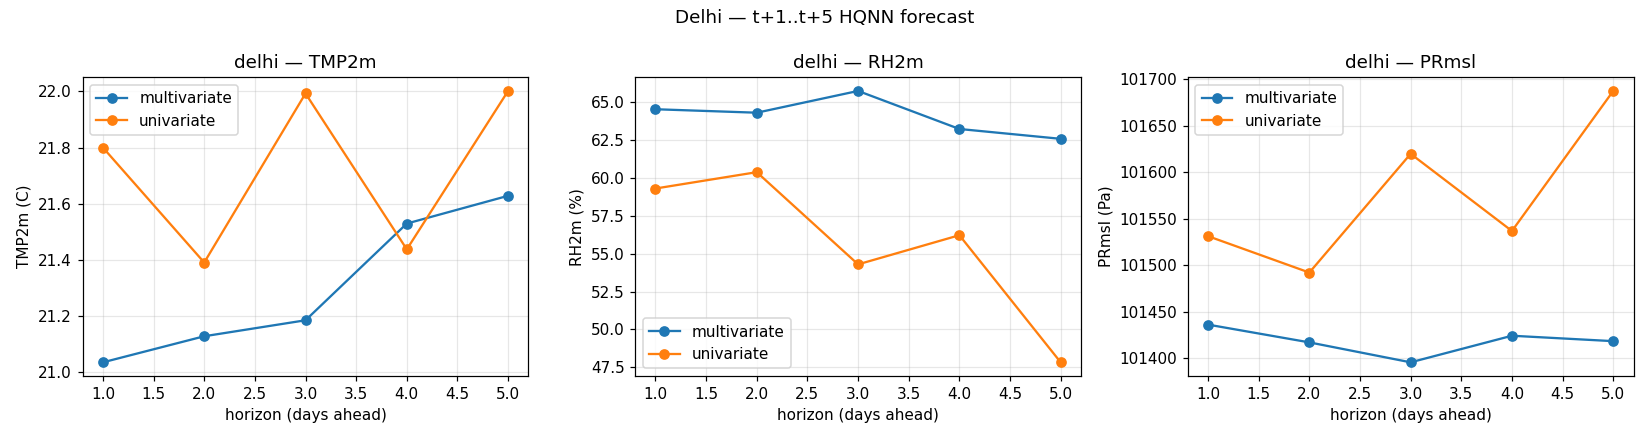 Delhi — t+1..t+5 HQNN forecast
delhi — TMP2m
multivariate
univariate
22.0
21.8
21.6
21.4
21.2
21.0
TMP2m (C)
1.0 1.5 2.0 2.5 3.0 3.5 4.0 4.5 5.0
horizon (days ahead)
delhi — RH2m
65.0
62.5
60.0
57.5
55.0
52.5
50.0
47.5
RH2m (%)
multivariate
univariate
1.0 1.5 2.0 2.5 3.0 3.5 4.0 4.5 5.0
horizon (days ahead)
delhi — PRmsl
multivariate
univariate
101700
101650
101600
101550
101500
101450
101400
PRmsl (Pa)
1.0 1.5 2.0 2.5 3.0 3.5 4.0 4.5 5.0
horizon (days ahead)